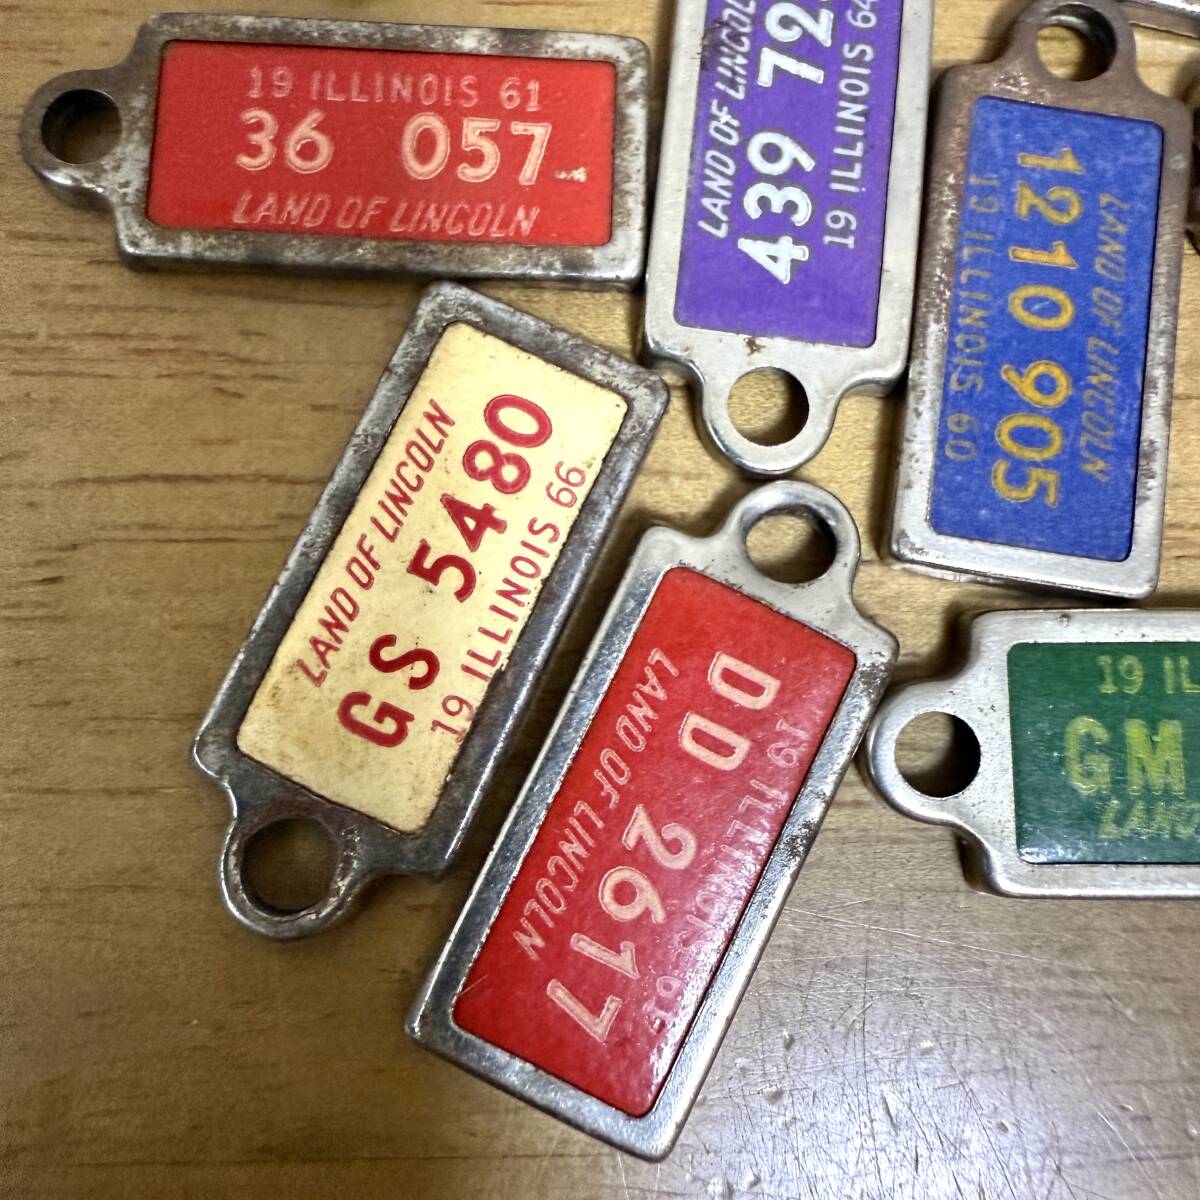 19 ILLINOIS 61
36 057
LAND OF LINCOLN
LAND OF LINCOL
439 72
19 ILLINOIS 64
LAND OF LINCOLN
1210 905
19 ILLINOIS 60
LAND OF LINCOLN
GS 5480
19 ILLINOIS 66
19 ILLINOIS
DD 2617
LAND OF LINCOLN
19 IL
GM
LAND